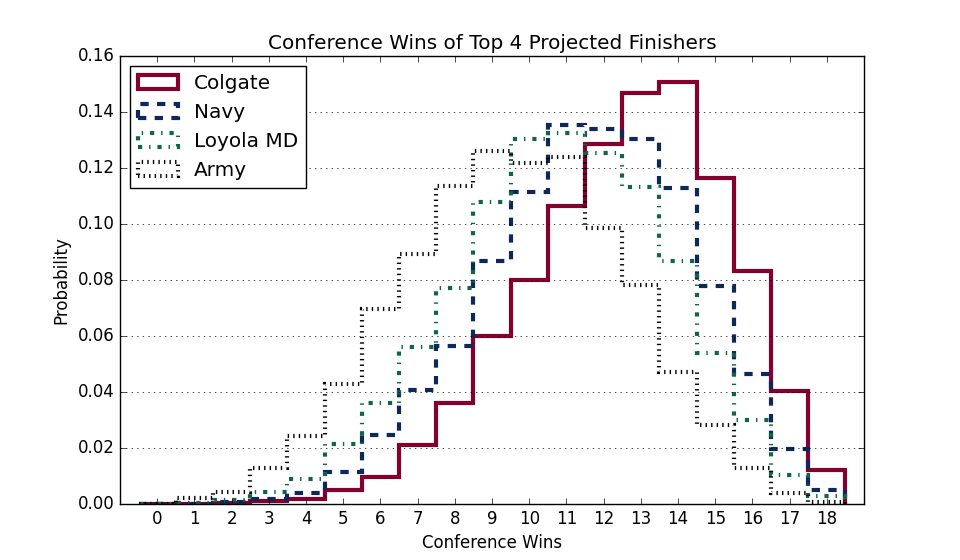 Conference Wins of Top 4 Projected Finishers
0.16
0.14
0.12
0.10
0.08
0.06
0.04
0.02
0.00
Probability
Colgate
Navy
Loyola MD
Army
0 1 2 3 4 5 6 7 8 9 10 11 12 13 14 15 16 17 18
Conference Wins